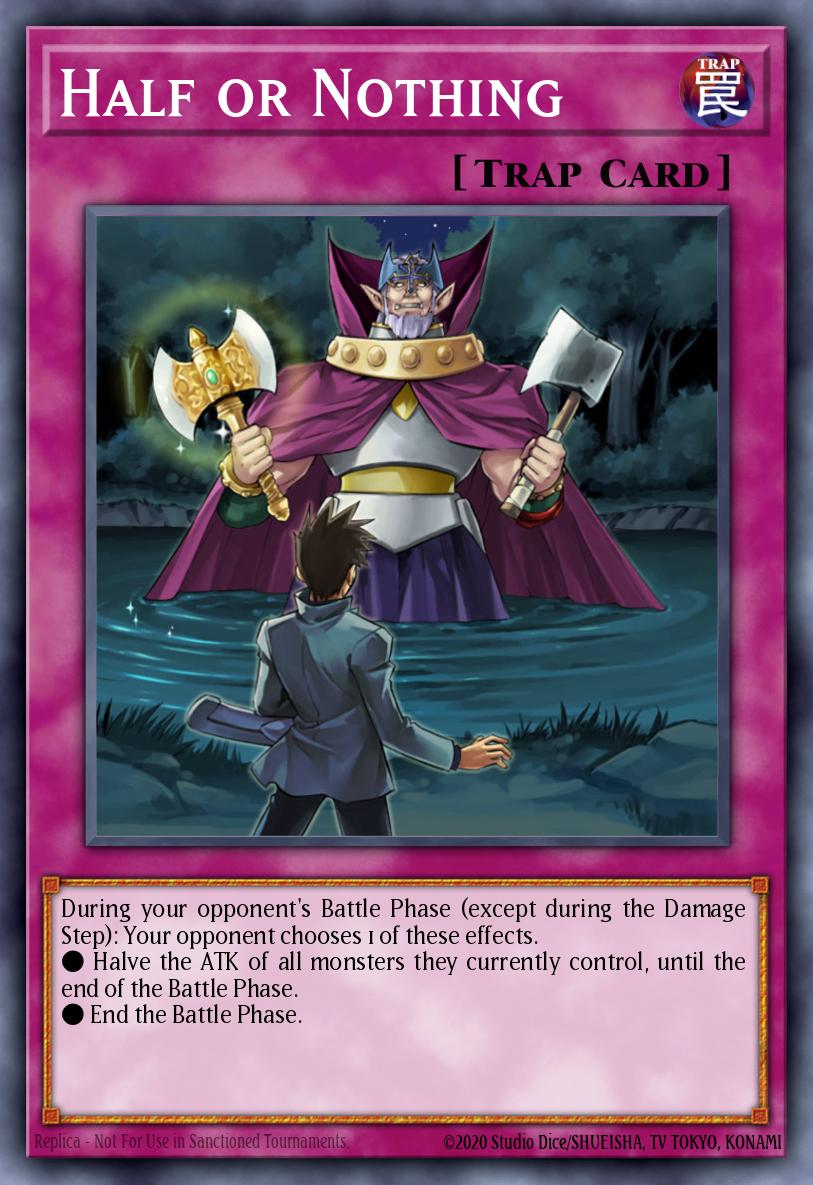 Half or Nothing
TRAP
罠
[Trap Card]
During your opponent's Battle Phase (except during the Damage
Step): Your opponent chooses 1 of these effects.
● Halve the ATK of all monsters they currently control, until the
end of the Battle Phase.
● End the Battle Phase.
Replica - Not For Use in Sanctioned Tournaments.
©2020 Studio Dice/SHUEISHA, TV TOKYO, KONAMI